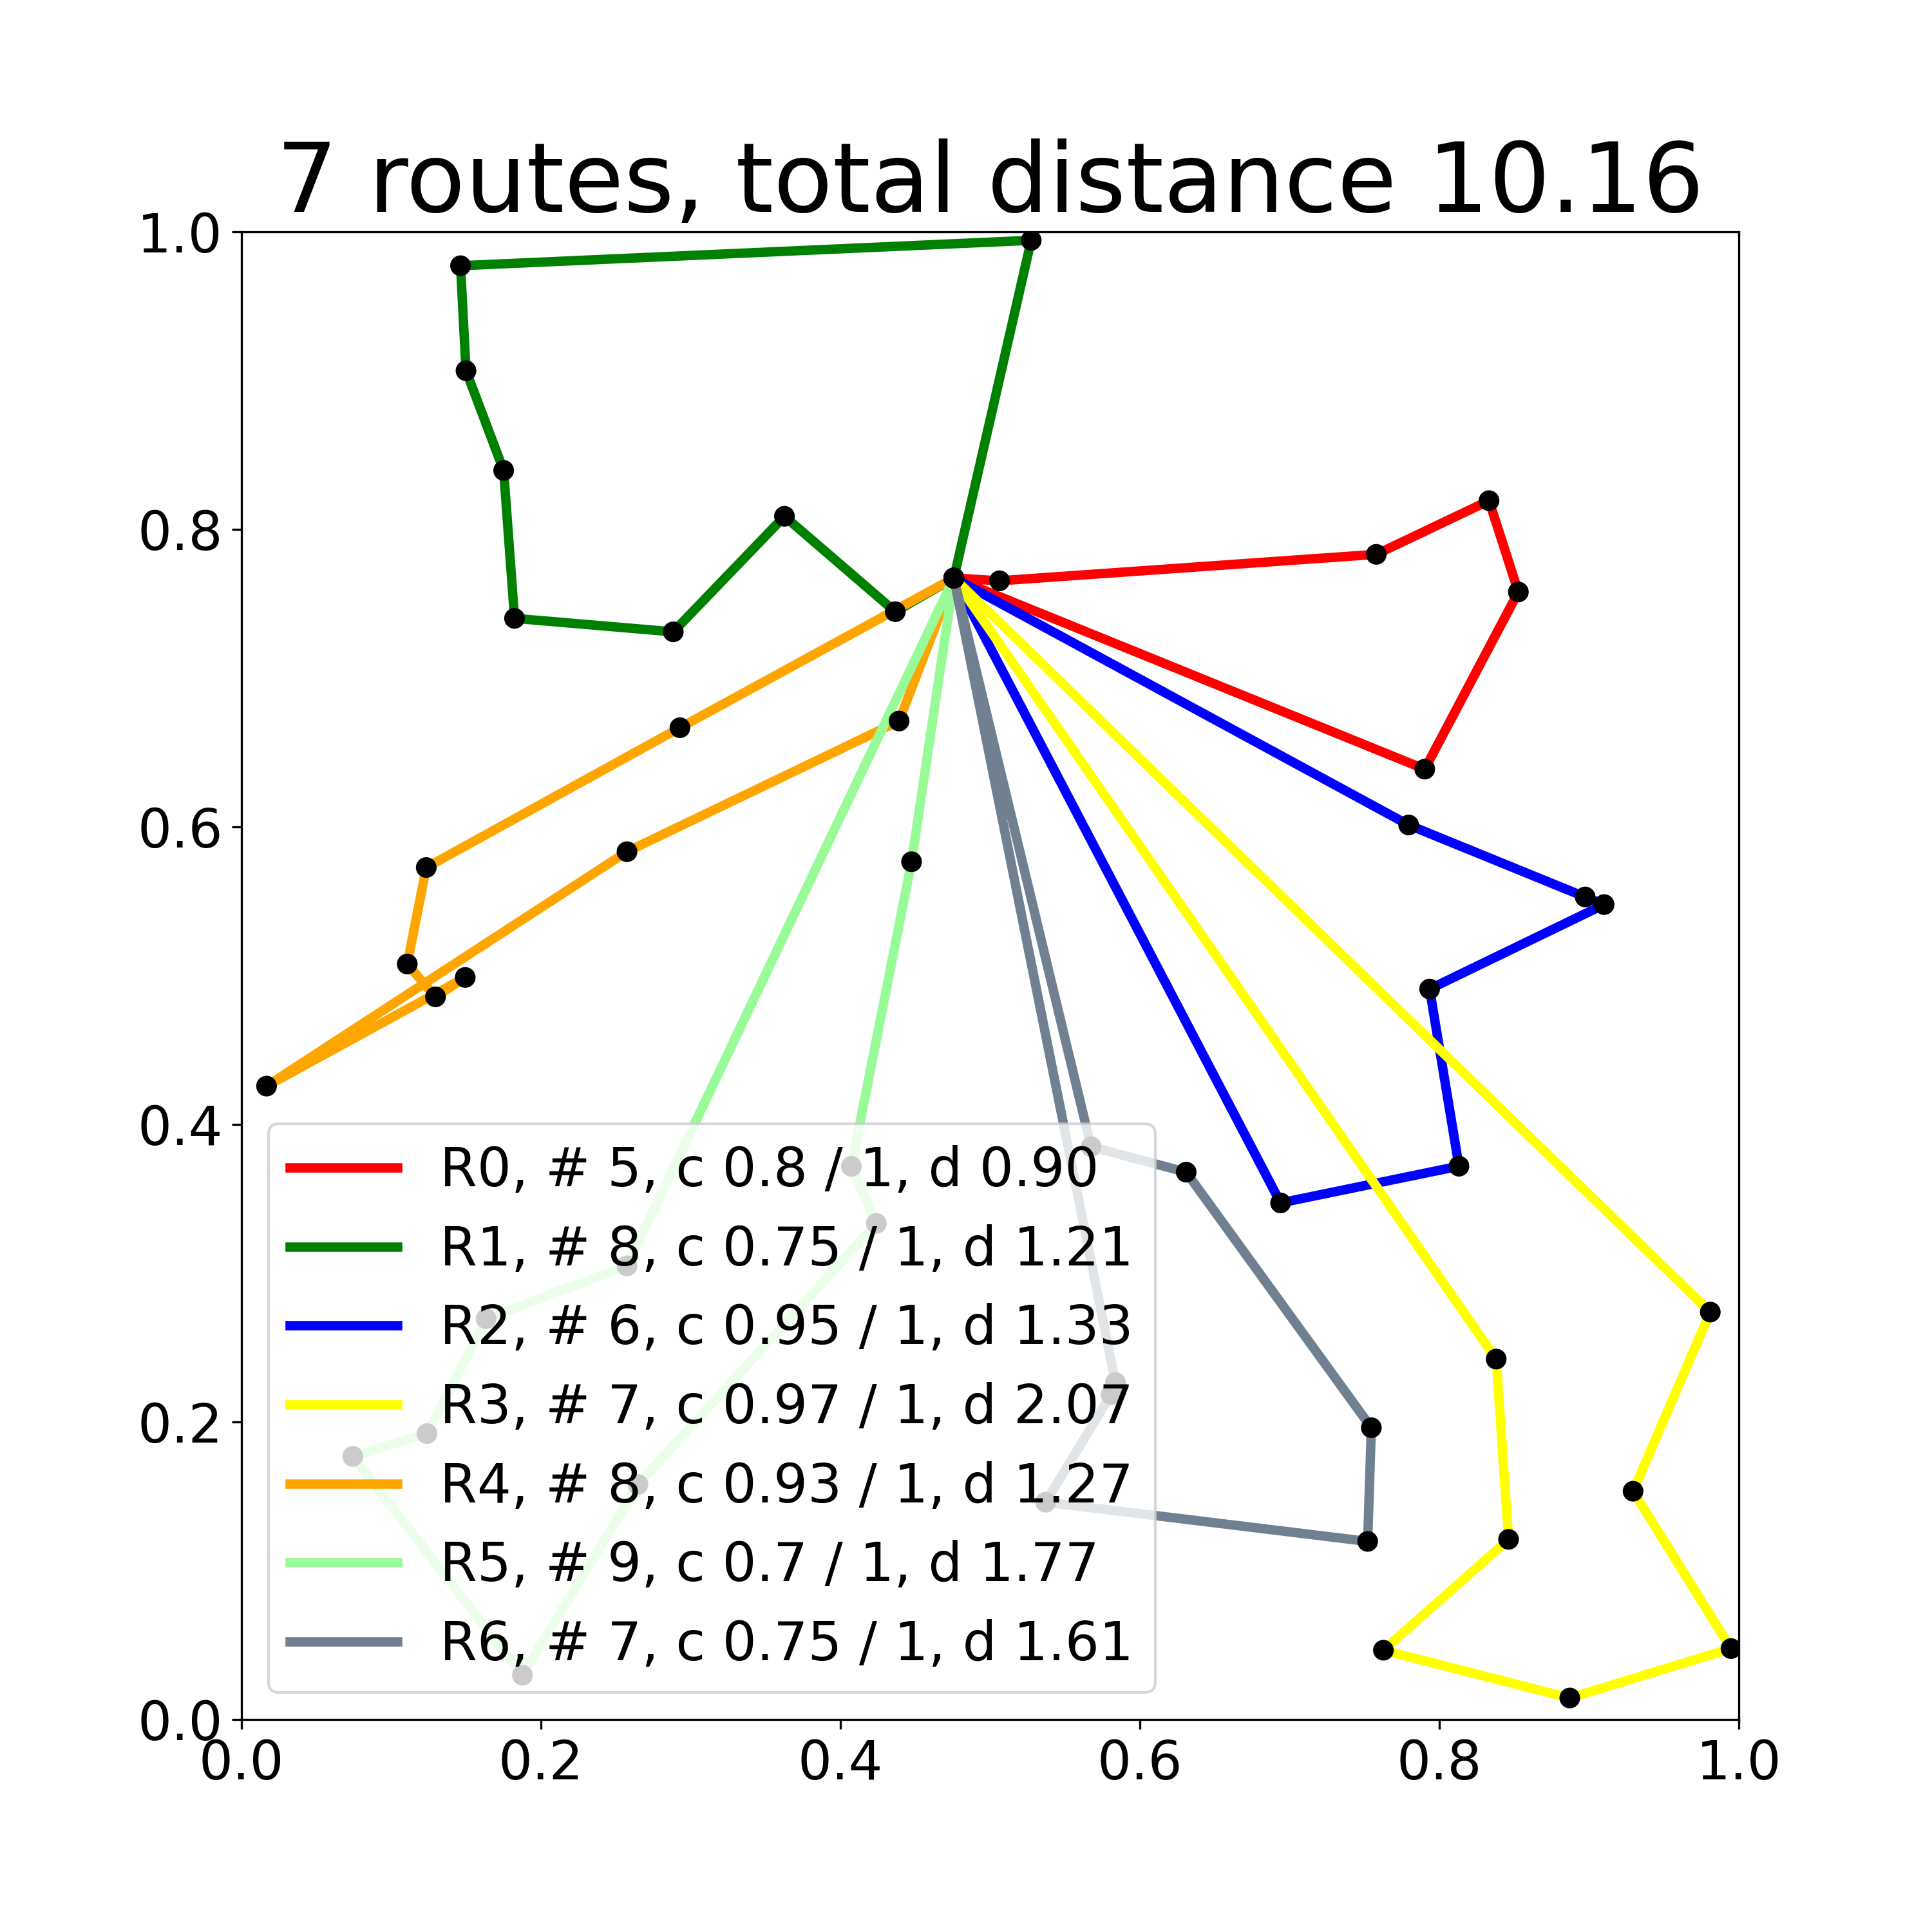 7 routes, total distance 10.16
1.0
0.8
0.6
0.4
0.2
0.0
R0, # 5, c 0.8 / 1, d 0.90
R1, # 8, c 0.75 / 1, d 1.21
R2, # 6, c 0.95 / 1, d 1.33
R3, # 7, c 0.97 / 1, d 2.07
R4, # 8, c 0.93 / 1, d 1.27
R5, # 9, c 0.7 / 1, d 1.77
R6, # 7, c 0.75 / 1, d 1.61
0.0 0.2 0.4 0.6 0.8 1.0